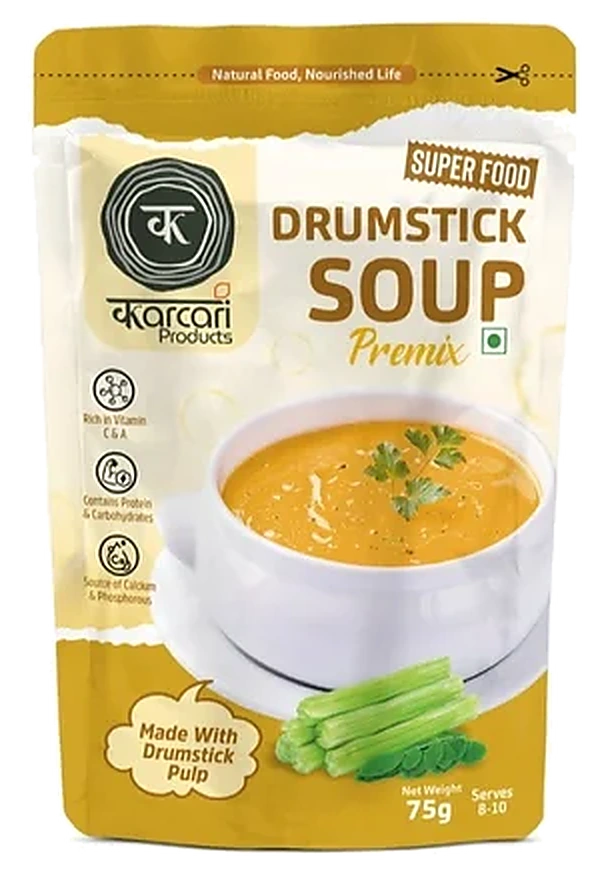 Natural Food, Nourished Life
SUPER FOOD
क
कarcari
Products
DRUMSTICK
SOUP
Premix
Rich in Vitamin
C & A
Contains Protein
& Carbohydrates
Ca
Source of Calcium
& Phosphorous
Made With
Drumstick
Pulp
Net Weight
75g
Serves
8-10